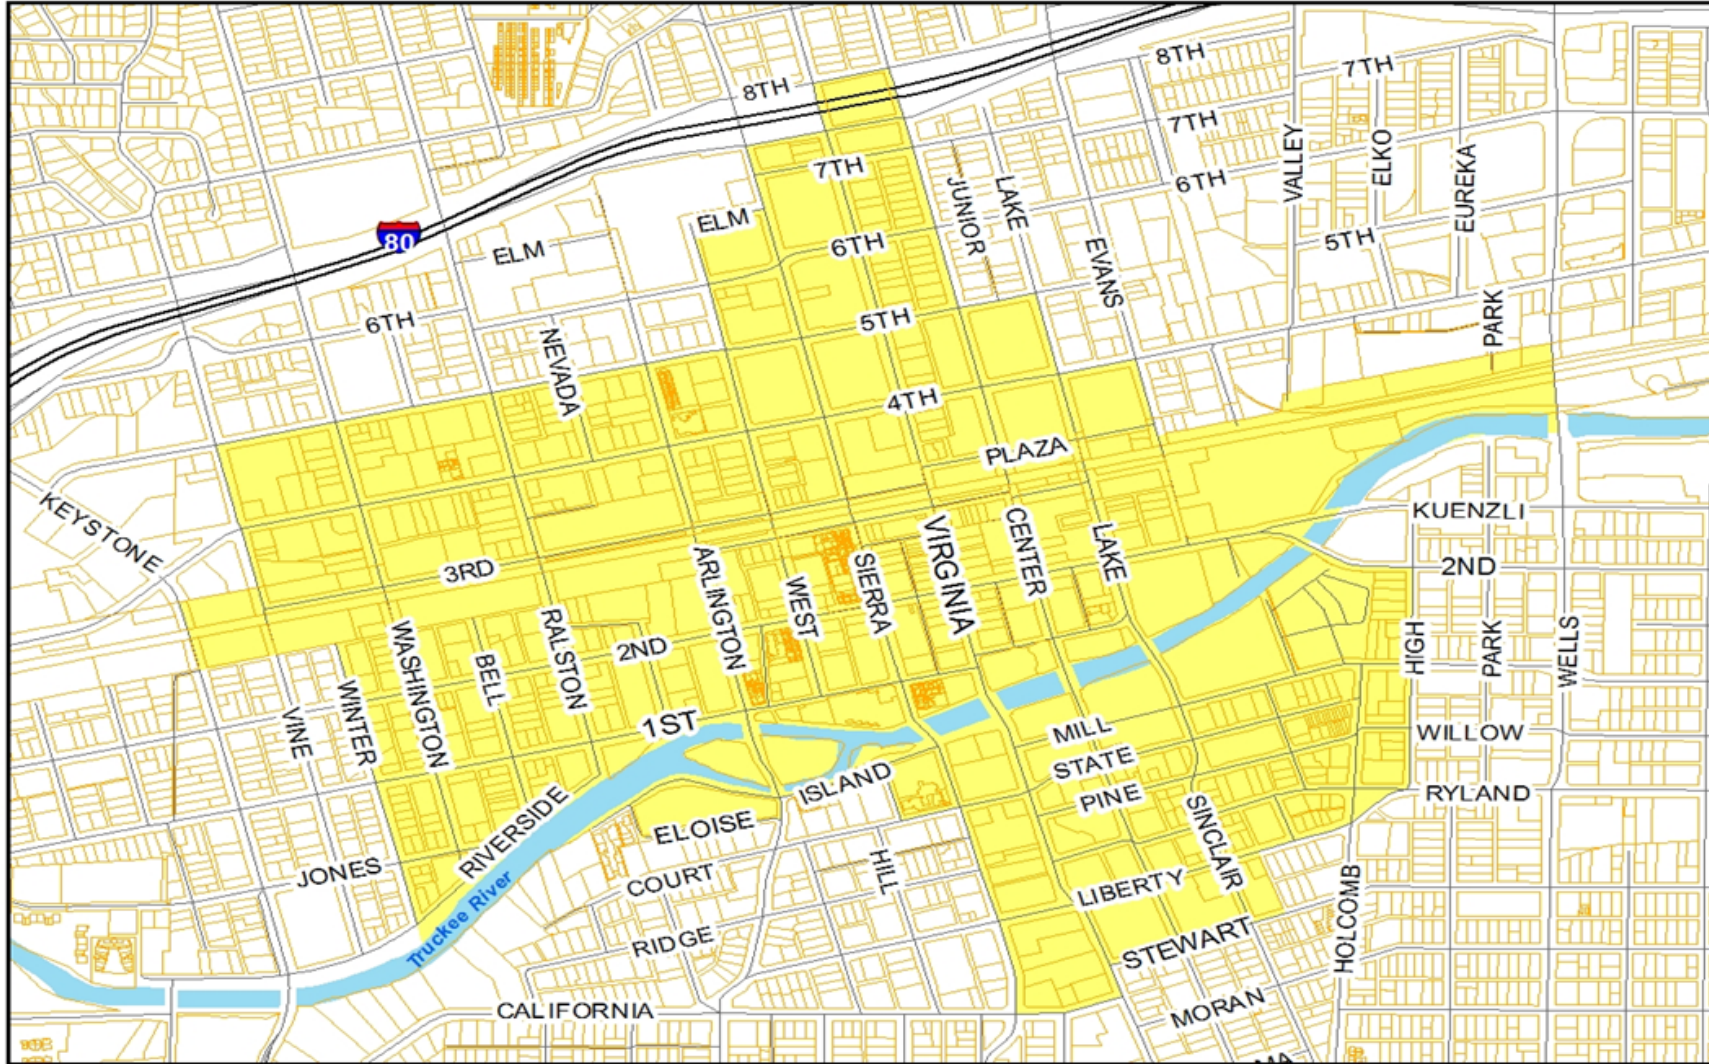 8TH
8TH
7TH
7TH
7TH
6TH
VALLEY
ELKO
EUREKA
JUNIOR
LAKE
ELM
ELM
80
6TH
5TH
EVANS
6TH
5TH
PARK
NEVADA
4TH
PLAZA
KEYSTONE
KUENZLI
VIRGINIA
CENTER
LAKE
3RD
ARLINGTON
SIERRA
2ND
WEST
WASHINGTON
RALSTON
2ND
BELL
HIGH
PARK
WELLS
WINTER
VINE
1ST
MILL
WILLOW
STATE
ISLAND
PINE
RYLAND
RIVERSIDE
ELOISE
SINCLAIR
JONES
COURT
HILL
LIBERTY
HOLCOMB
Truckee River
RIDGE
STEWART
CALIFORNIA
MORAN